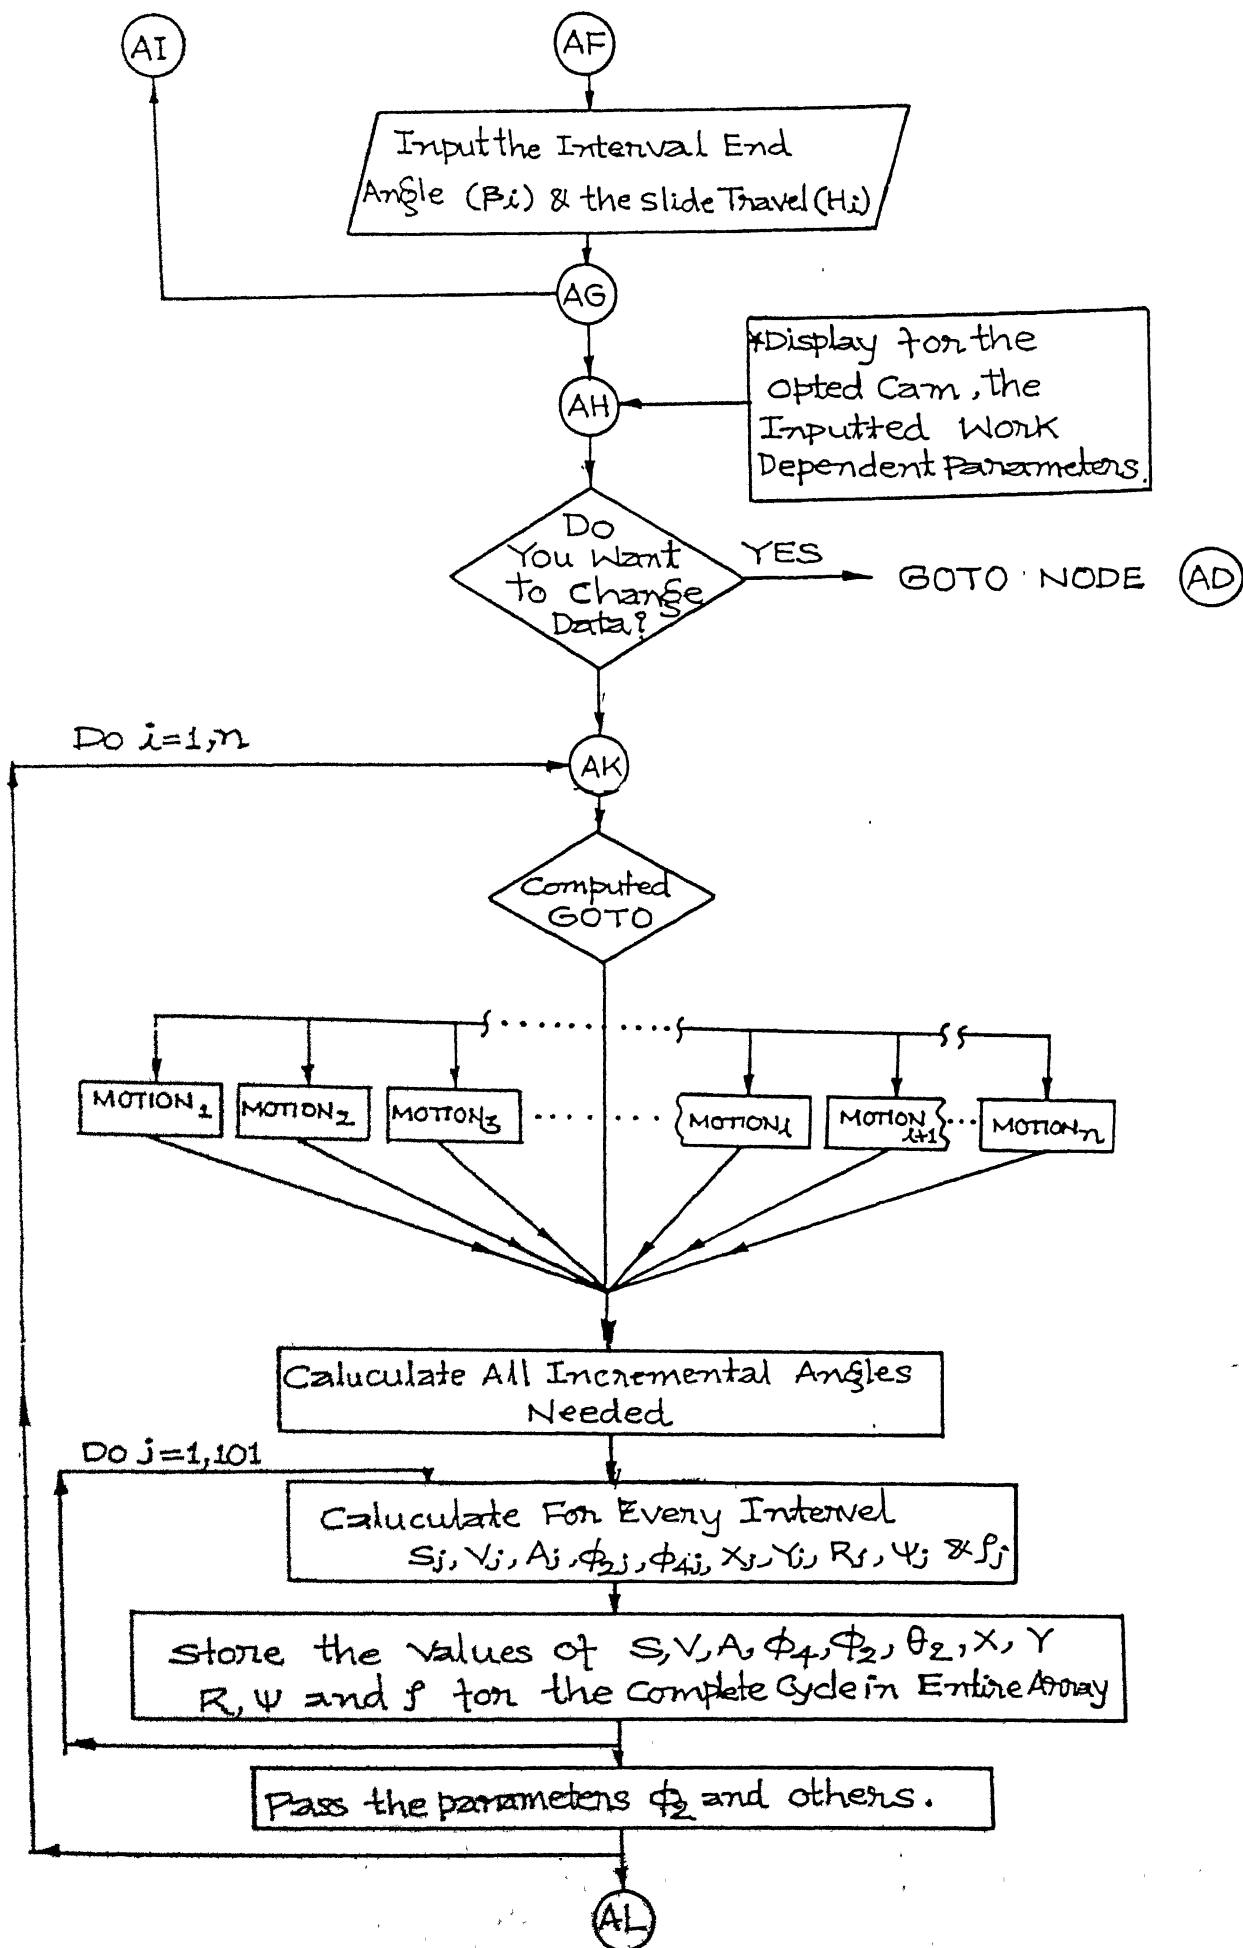 AI
AF
Input the Interval End
Angle (βi) & the Slide Travel (Hi)
AG
*Display for the
Opted Cam, the
Inputted Work
Dependent Parameters.
AH
Do
You Want
To Change
Data?
YES
GOTO NODE AD
Do i=1,n
AK
Computed
GOTO
MOTION1 MOTION2 MOTION3 ........ MOTIONi MOTION i+1 ... MOTIONn
Caluculate All Incremental Angles
Needed
Do j=1,101
Caluculate For Every Intervel
Sj, Vj, Aj, ϕ2j, ϕ4j, Xj, Yj, Rj, Ψj & ρj
Store the values of S, V, A, ϕ4, ϕ2, θ2, X, Y
R, Ψ and ρ for the Complete Cycle in Entire Array
Pass the parameters ϕ2 and others.
AL